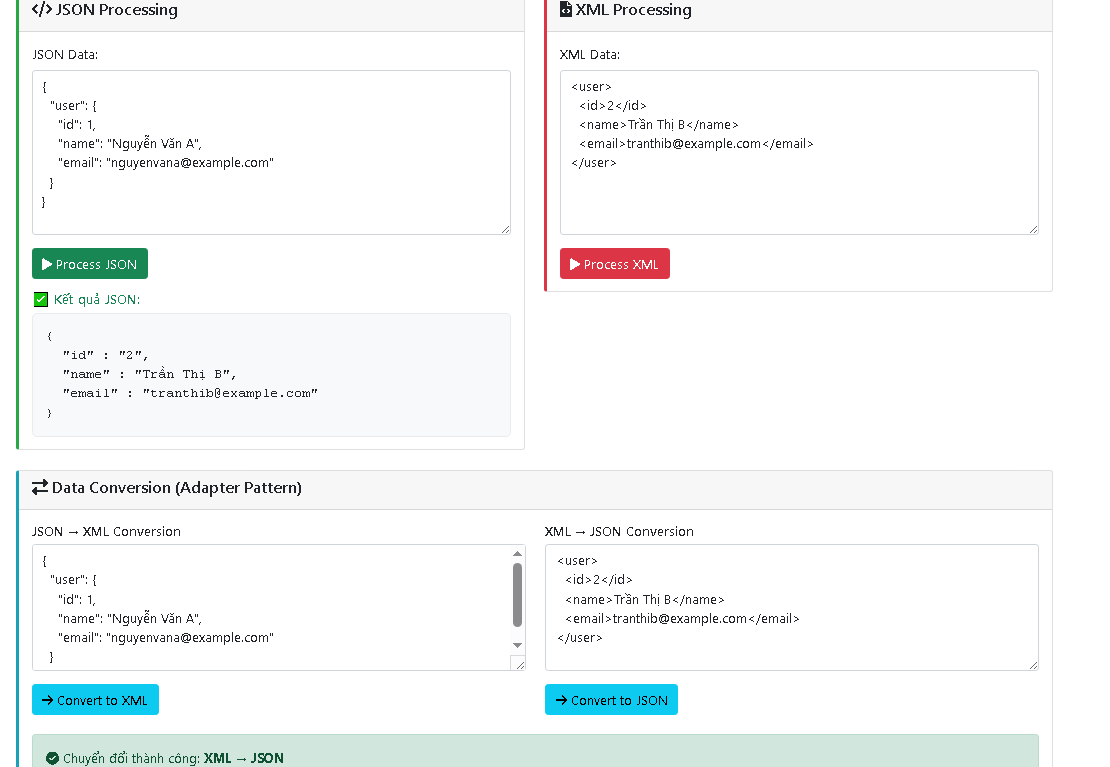 </> JSON Processing
JSON Data:
{
  "user": {
    "id": 1,
    "name": "Nguyễn Văn A",
    "email": "nguyenvana@example.com"
  }
}
Process JSON
Kết quả JSON:
{
  "id" : "2",
  "name" : "Trần Thị B",
  "email" : "tranthib@example.com"
}
XML Processing
XML Data:
<user>
  <id>2</id>
  <name>Trần Thị B</name>
  <email>tranthib@example.com</email>
</user>
Process XML
Data Conversion (Adapter Pattern)
JSON → XML Conversion
{
  "user": {
    "id": 1,
    "name": "Nguyễn Văn A",
    "email": "nguyenvana@example.com"
  }
Convert to XML
XML → JSON Conversion
<user>
  <id>2</id>
  <name>Trần Thị B</name>
  <email>tranthib@example.com</email>
</user>
Convert to JSON
Chuyển đổi thành công: XML → JSON